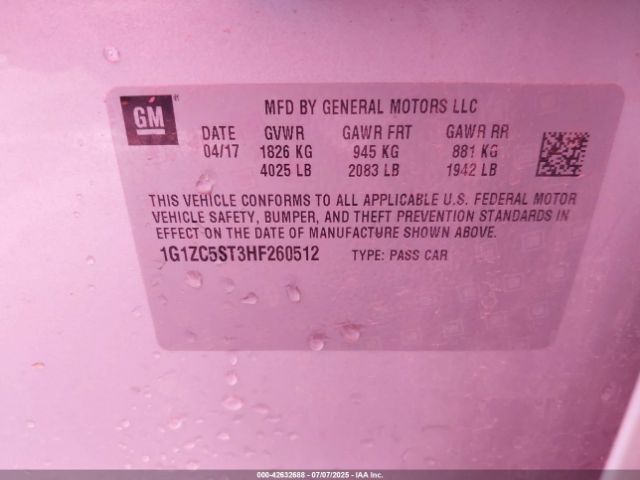 GM
MFD BY GENERAL MOTORS LLC
DATE GVWR GAWR FRT GAWR RR
04/17 1826 KG 945 KG 881 KG
4025 LB 2083 LB 1942 LB
THIS VEHICLE CONFORMS TO ALL APPLICABLE U.S. FEDERAL MOTOR
VEHICLE SAFETY, BUMPER, AND THEFT PREVENTION STANDARDS IN
EFFECT ON THE DATE OF MANUFACTURE SHOWN ABOVE.
1G1ZC5ST3HF260512 TYPE: PASS CAR
000-42632688 - 07/07/2025 - IAA Inc.